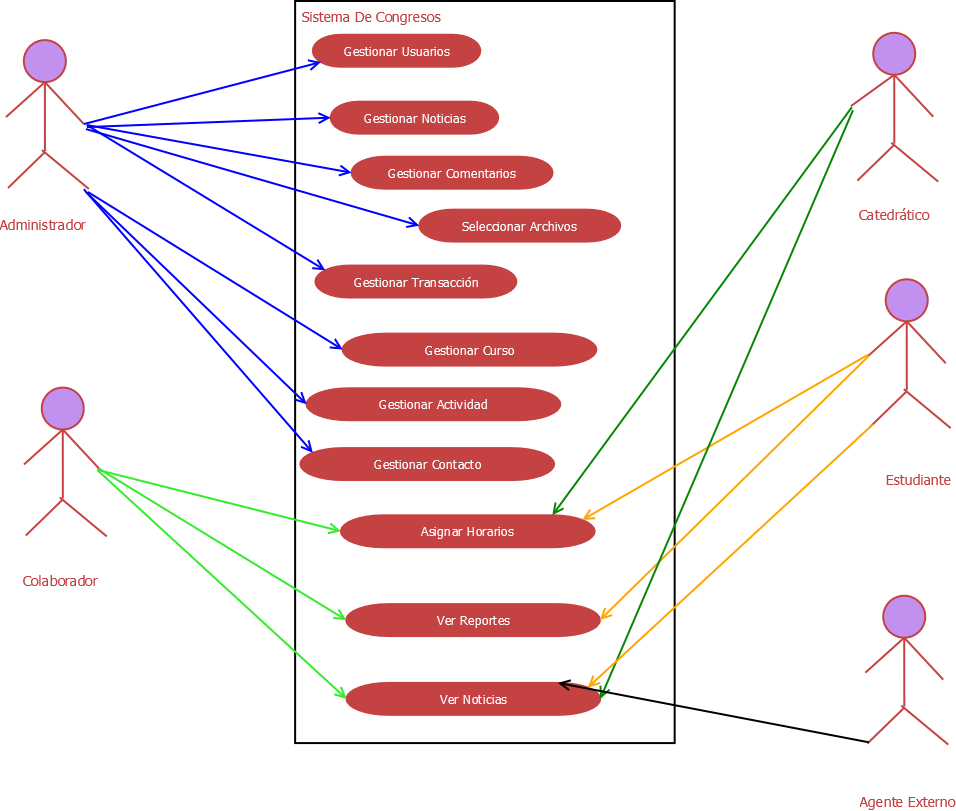 Sistema De Congresos
Gestionar Usuarios
Gestionar Noticias
Gestionar Comentarios
Seleccionar Archivos
Gestionar Transacción
Gestionar Curso
Gestionar Actividad
Gestionar Contacto
Asignar Horarios
Ver Reportes
Ver Noticias
Administrador
Colaborador
Catedrático
Estudiante
Agente Externo